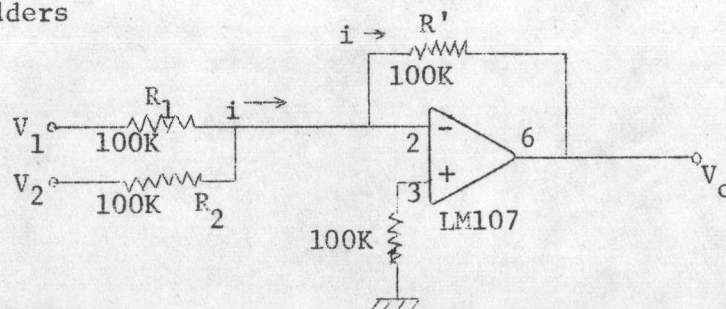 lders
i → R'
100K
R1 i →
V1 100K 2 - 6
V2 3 + Vo
100K R2 LM107
100K